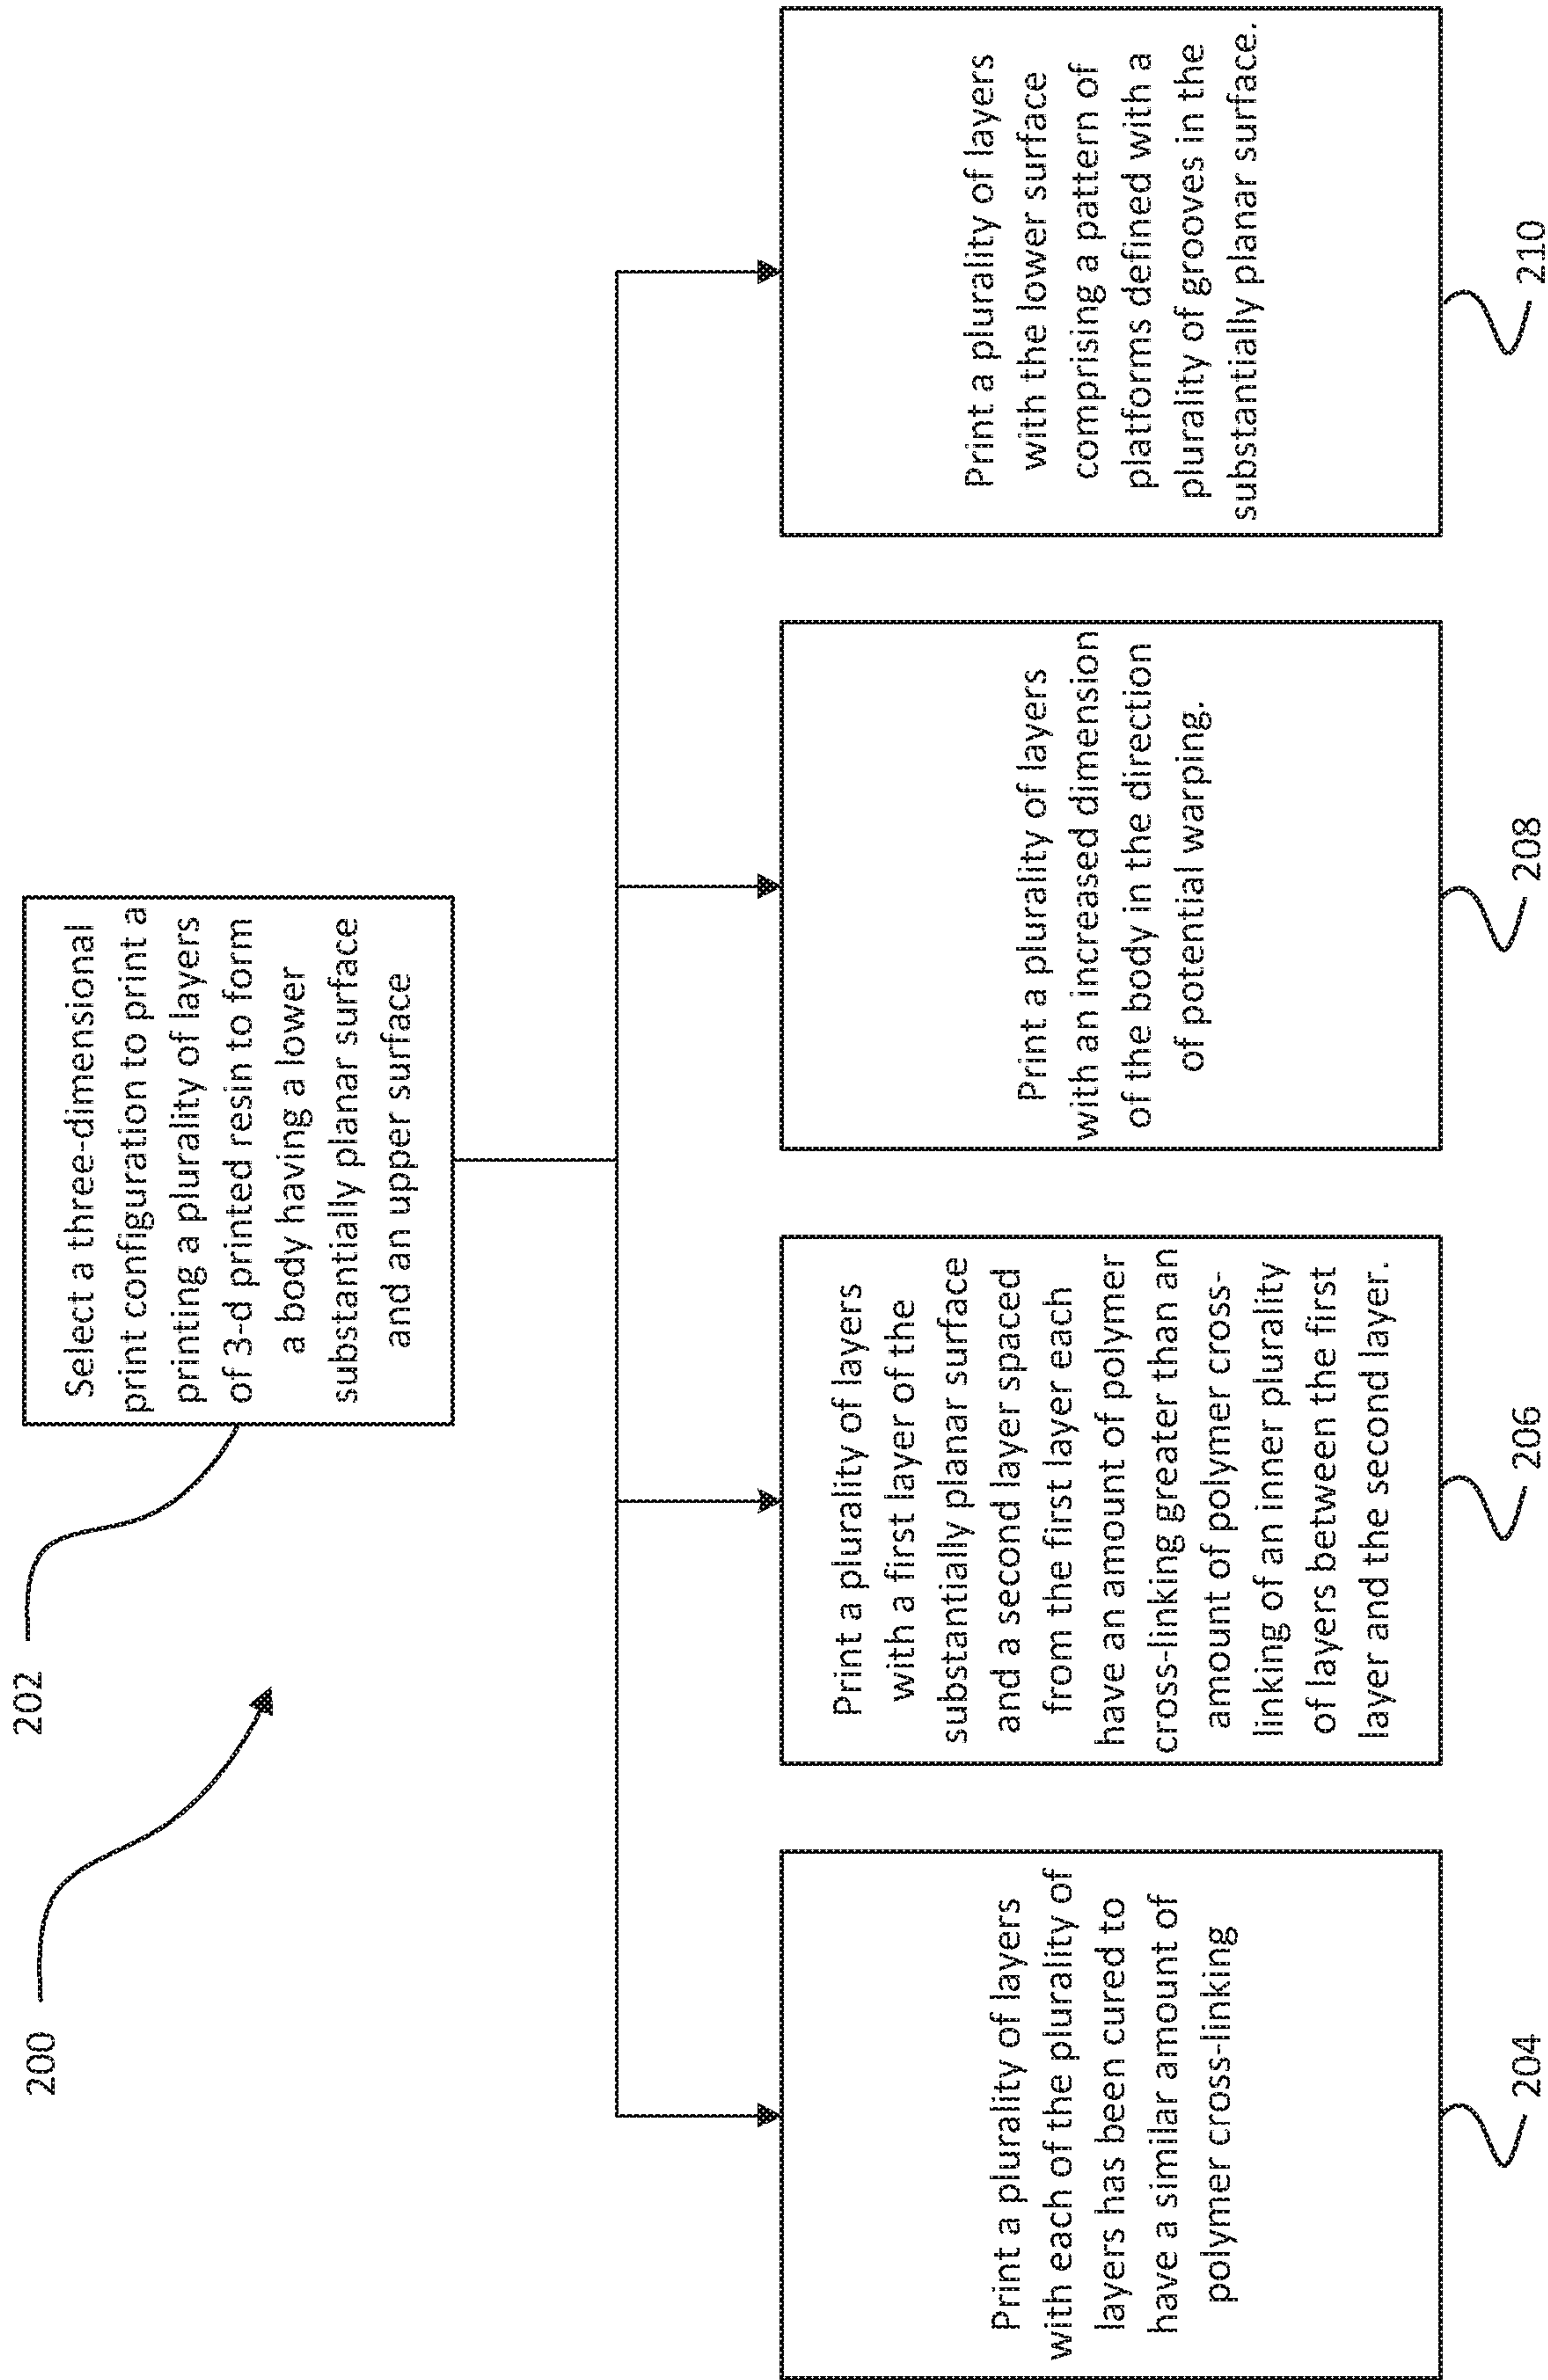 200
202
Select a three-dimensional
print configuration to print a
printing a plurality of layers
of 3-d printed resin to form
a body having a lower
substantially planar surface
and an upper surface
Print a plurality of layers
with each of the plurality of
layers has been cured to
have a similar amount of
polymer cross-linking
204
Print a plurality of layers
with a first layer of the
substantially planar surface
and a second layer spaced
from the first layer each
have an amount of polymer
cross-linking greater than an
amount of polymer cross-
linking of an inner plurality
of layers between the first
layer and the second layer.
206
Print a plurality of layers
with an increased dimension
of the body in the direction
of potential warping.
208
Print a plurality of layers
with the lower surface
comprising a pattern of
platforms defined with a
plurality of grooves in the
substantially planar surface.
210